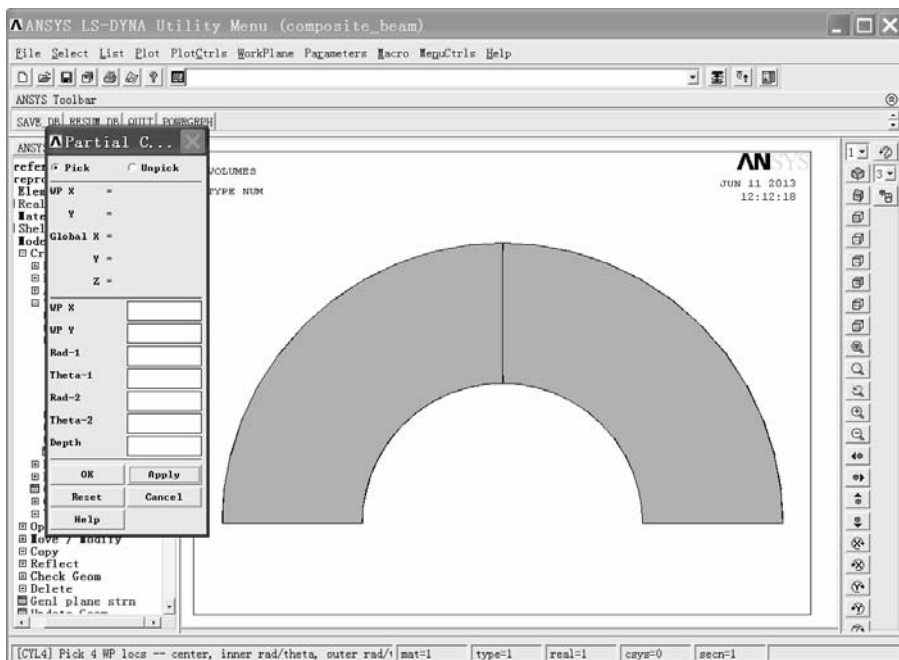 ANSYS LS-DYNA Utility Menu (composite_beam)
File Select List Plot PlotCtrls WorkPlane Parameters Macro MenuCtrls Help
ANSYS Toolbar
SAVE_DB RESUM_DB QUIT POWRGRPH
Partial C...
Pick Unpick
WP X =
Y =
Global X =
Y =
Z =
WP X
WP Y
Rad-1
Theta-1
Rad-2
Theta-2
Depth
OK Apply
Reset Cancel
Help
Copy
Reflect
Check Geom
Delete
Genl plane strn
VOLUMES
TYPE NUM
ANSYS
JUN 11 2013
12:12:18
1
3
[CYL4] Pick 4 WP locs -- center, inner rad/theta, outer rad/t mat=1 type=1 real=1 csys=0 secn=1